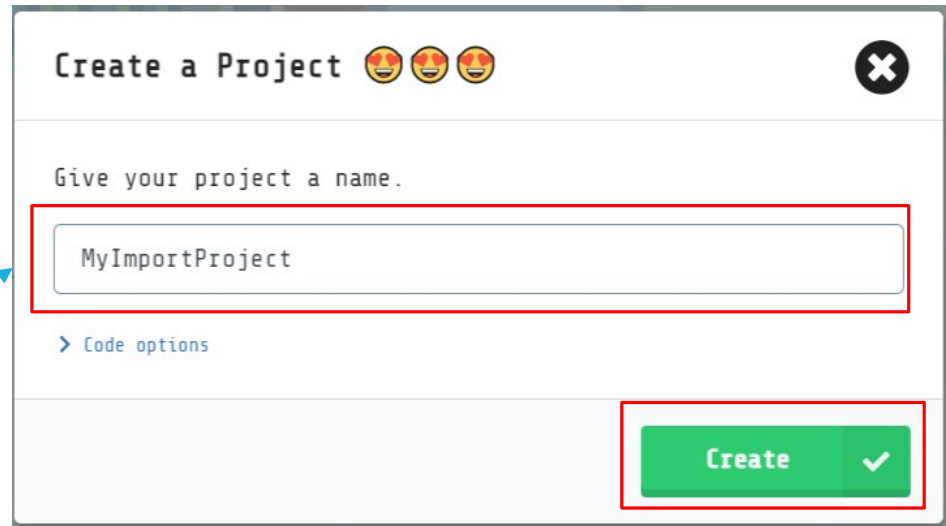 Create a Project 😍😍😍
Give your project a name.
MyImportProject
Code options
Create